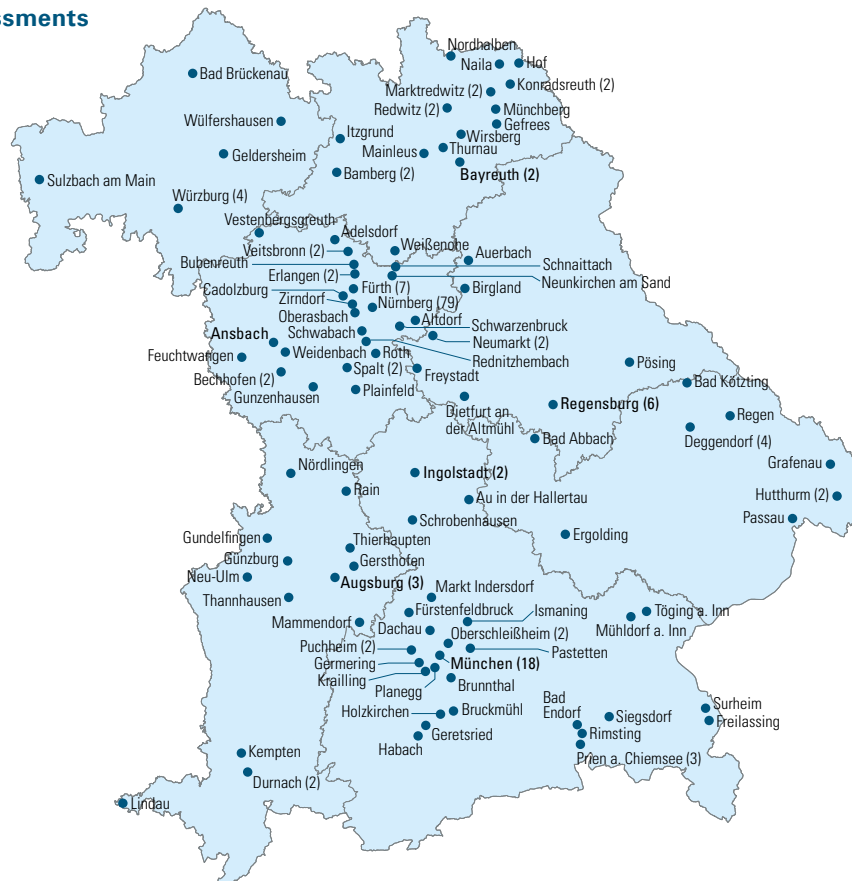 ssments
Nordhalben
Naila
Hof
Bad Brückenau
Konradsreuth (2)
Marktredwitz (2)
Redwitz (2)
Münchberg
Wülfershausen
Gefrees
Itzgrund
Wirsberg
Thurnau
Geldersheim
Mainleus
Bayreuth (2)
Sulzbach am Main
Bamberg (2)
Würzburg (4)
Vestenbergsgreuth
Adelsdorf
Veitsbronn (2)
Weißenohe
Auerbach
Bubenreuth
Schnaittach
Erlangen (2)
Neunkirchen am Sand
Cadolzburg
Fürth (7)
Birgland
Zirndorf
Nürnberg (79)
Oberasbach
Altdorf
Schwarzenbruck
Ansbach
Schwabach
Neumarkt (2)
Feuchtwangen
Weidenbach
Roth
Rednitzhembach
Pösing
Bechhofen (2)
Spalt (2)
Freystadt
Bad Kötzting
Gunzenhausen
Plainfeld
Dietfurt an
der Altmühl
Regensburg (6)
Regen
Bad Abbach
Deggendorf (4)
Nördlingen
Ingolstadt (2)
Grafenau
Rain
Au in der Hallertau
Hutthurm (2)
Schrobenhausen
Passau
Gundelfingen
Thierhaupten
Ergolding
Günzburg
Gersthofen
Neu-Ulm
Augsburg (3)
Markt Indersdorf
Thannhausen
Fürstenfeldbruck
Ismaning
Töging a. Inn
Mammendorf
Dachau
Oberschleißheim (2)
Mühldorf a. Inn
Puchheim (2)
Pastetten
Germering
München (18)
Krailling
Planegg
Brunnthal
Bad
Endorf
Surheim
Holzkirchen
Bruckmühl
Siegsdorf
Freilassing
Geretsried
Rimsting
Habach
Prien a. Chiemsee (3)
Kempten
Durnach (2)
Lindau